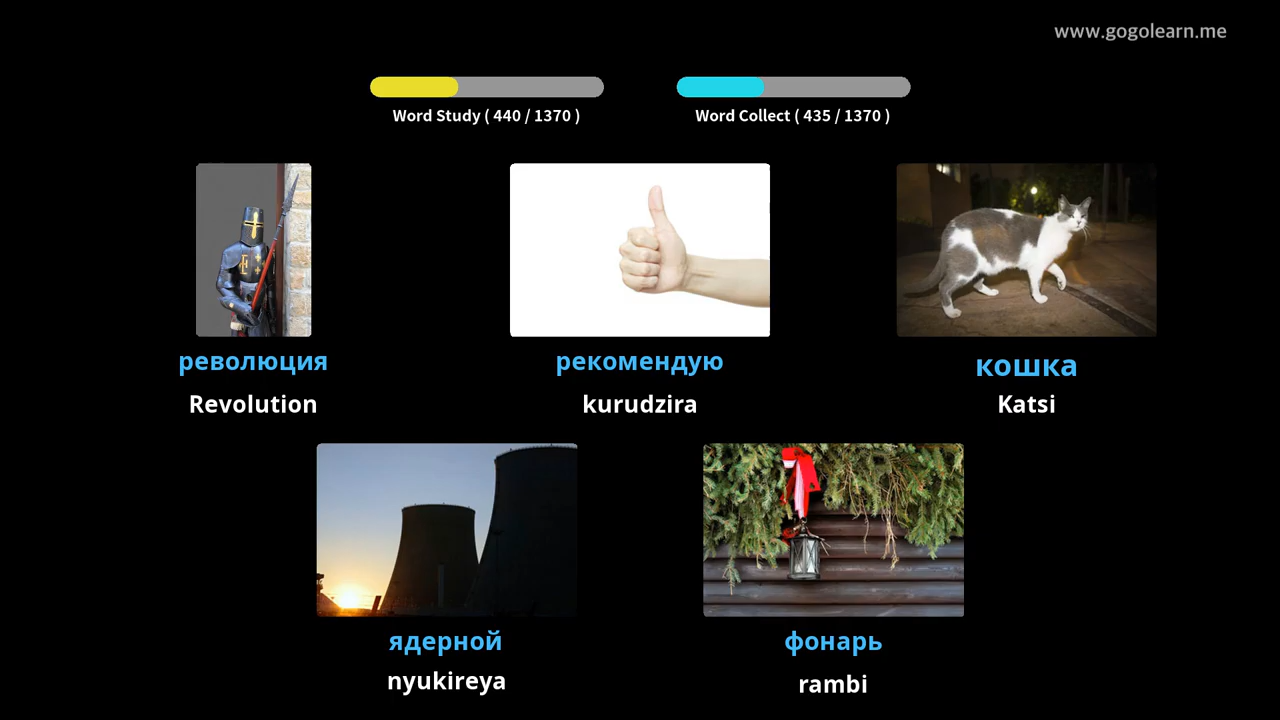 www.gogolearn.me
Word Study ( 440 / 1370 )
Word Collect ( 435 / 1370 )
революция
рекомендую
кошка
Revolution
kurudzira
Katsi
ядерной
фонарь
nyukireya
rambi